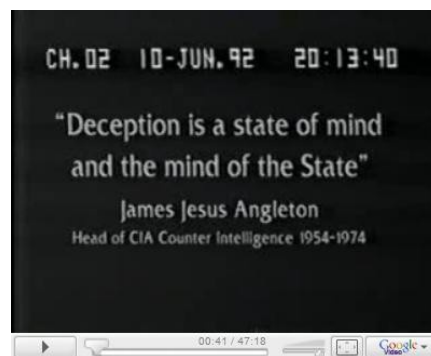 CH. 02 10-JUN. 92 20:13:40
“Deception is a state of mind
and the mind of the State”
James Jesus Angleton
Head of CIA Counter Intelligence 1954-1974
00:41 / 47:18
Google
Video